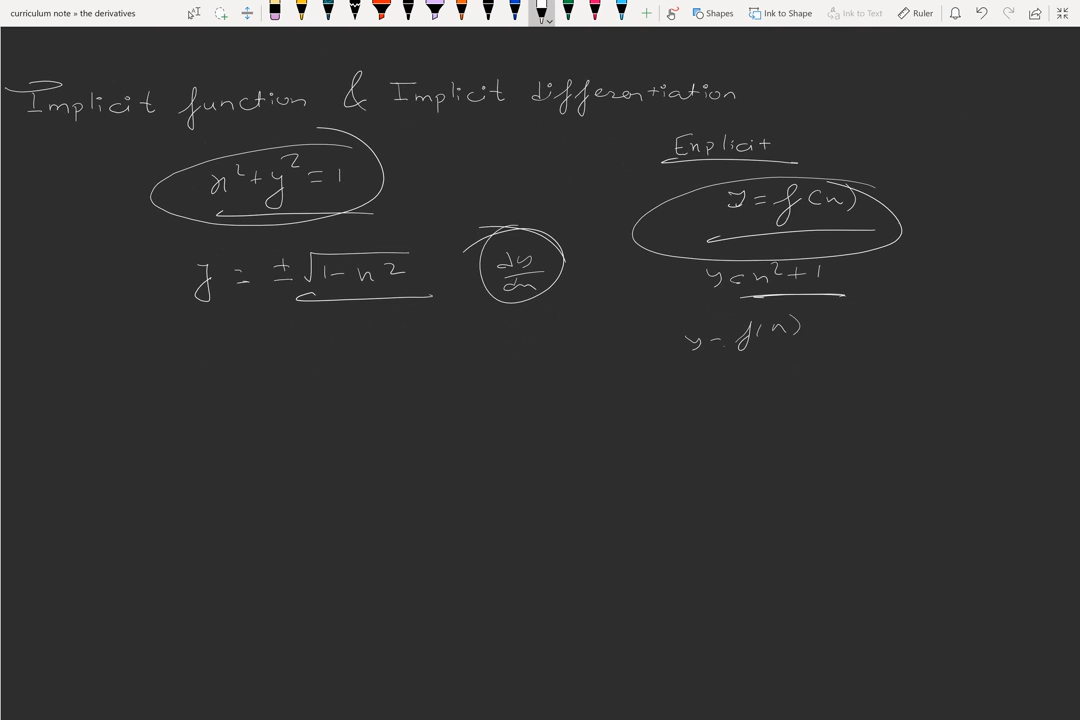 curriculum note » the derivatives
Shapes Ink to Shape Ink to Text Ruler
Implicit function & Implicit differentiation
Explicit
x² + y² = 1
y = f(x)
y = ± √1 - x²
dy/dx
y = x² + 1
y = f(x)